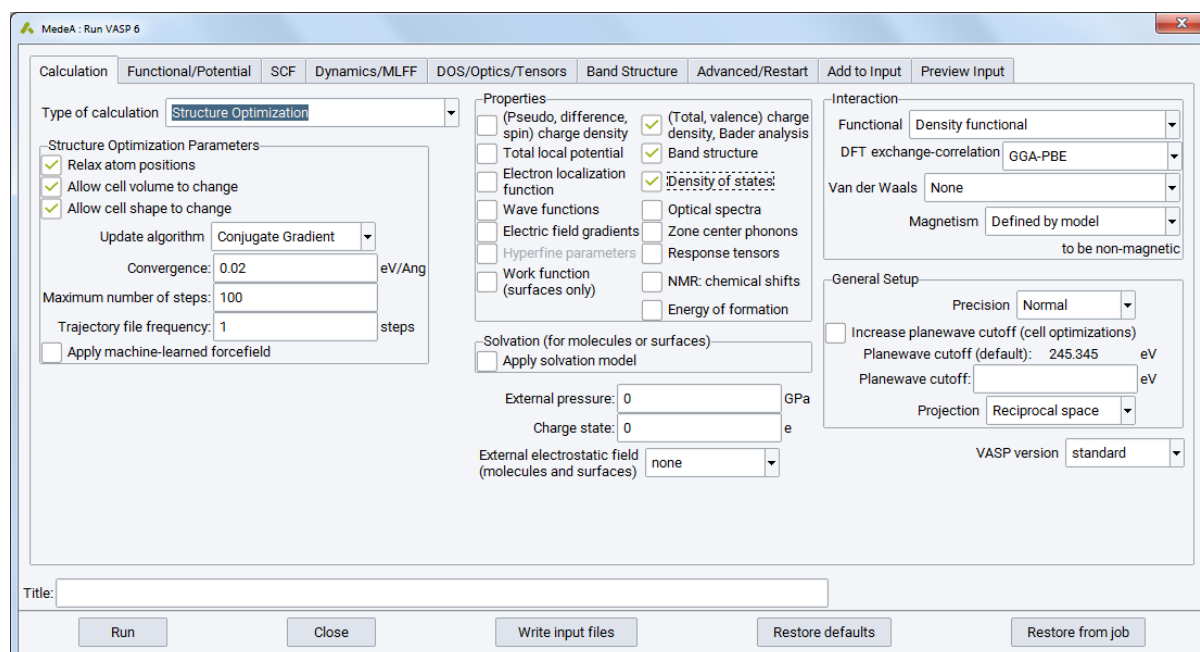 MedeA : Run VASP 6
Calculation
Functional/Potential
SCF
Dynamics/MLFF
DOS/Optics/Tensors
Band Structure
Advanced/Restart
Add to Input
Preview Input
Type of calculation Structure Optimization
Structure Optimization Parameters
Relax atom positions
Allow cell volume to change
Allow cell shape to change
Update algorithm Conjugate Gradient
Convergence: 0.02 eV/Ang
Maximum number of steps: 100
Trajectory file frequency: 1 steps
Apply machine-learned forcefield
Properties
(Pseudo, difference,
spin) charge density
Total local potential
Electron localization
function
Wave functions
Electric field gradients
Hyperfine parameters
Work function
(surfaces only)
(Total, valence) charge
density, Bader analysis
Band structure
Density of states
Optical spectra
Zone center phonons
Response tensors
NMR: chemical shifts
Energy of formation
Solvation (for molecules or surfaces)
Apply solvation model
External pressure: 0 GPa
Charge state: 0 e
External electrostatic field
(molecules and surfaces) none
Interaction
Functional Density functional
DFT exchange-correlation GGA-PBE
Van der Waals None
Magnetism Defined by model
to be non-magnetic
General Setup
Precision Normal
Increase planewave cutoff (cell optimizations)
Planewave cutoff (default): 245.345 eV
Planewave cutoff: eV
Projection Reciprocal space
VASP version standard
Title:
Run
Close
Write input files
Restore defaults
Restore from job